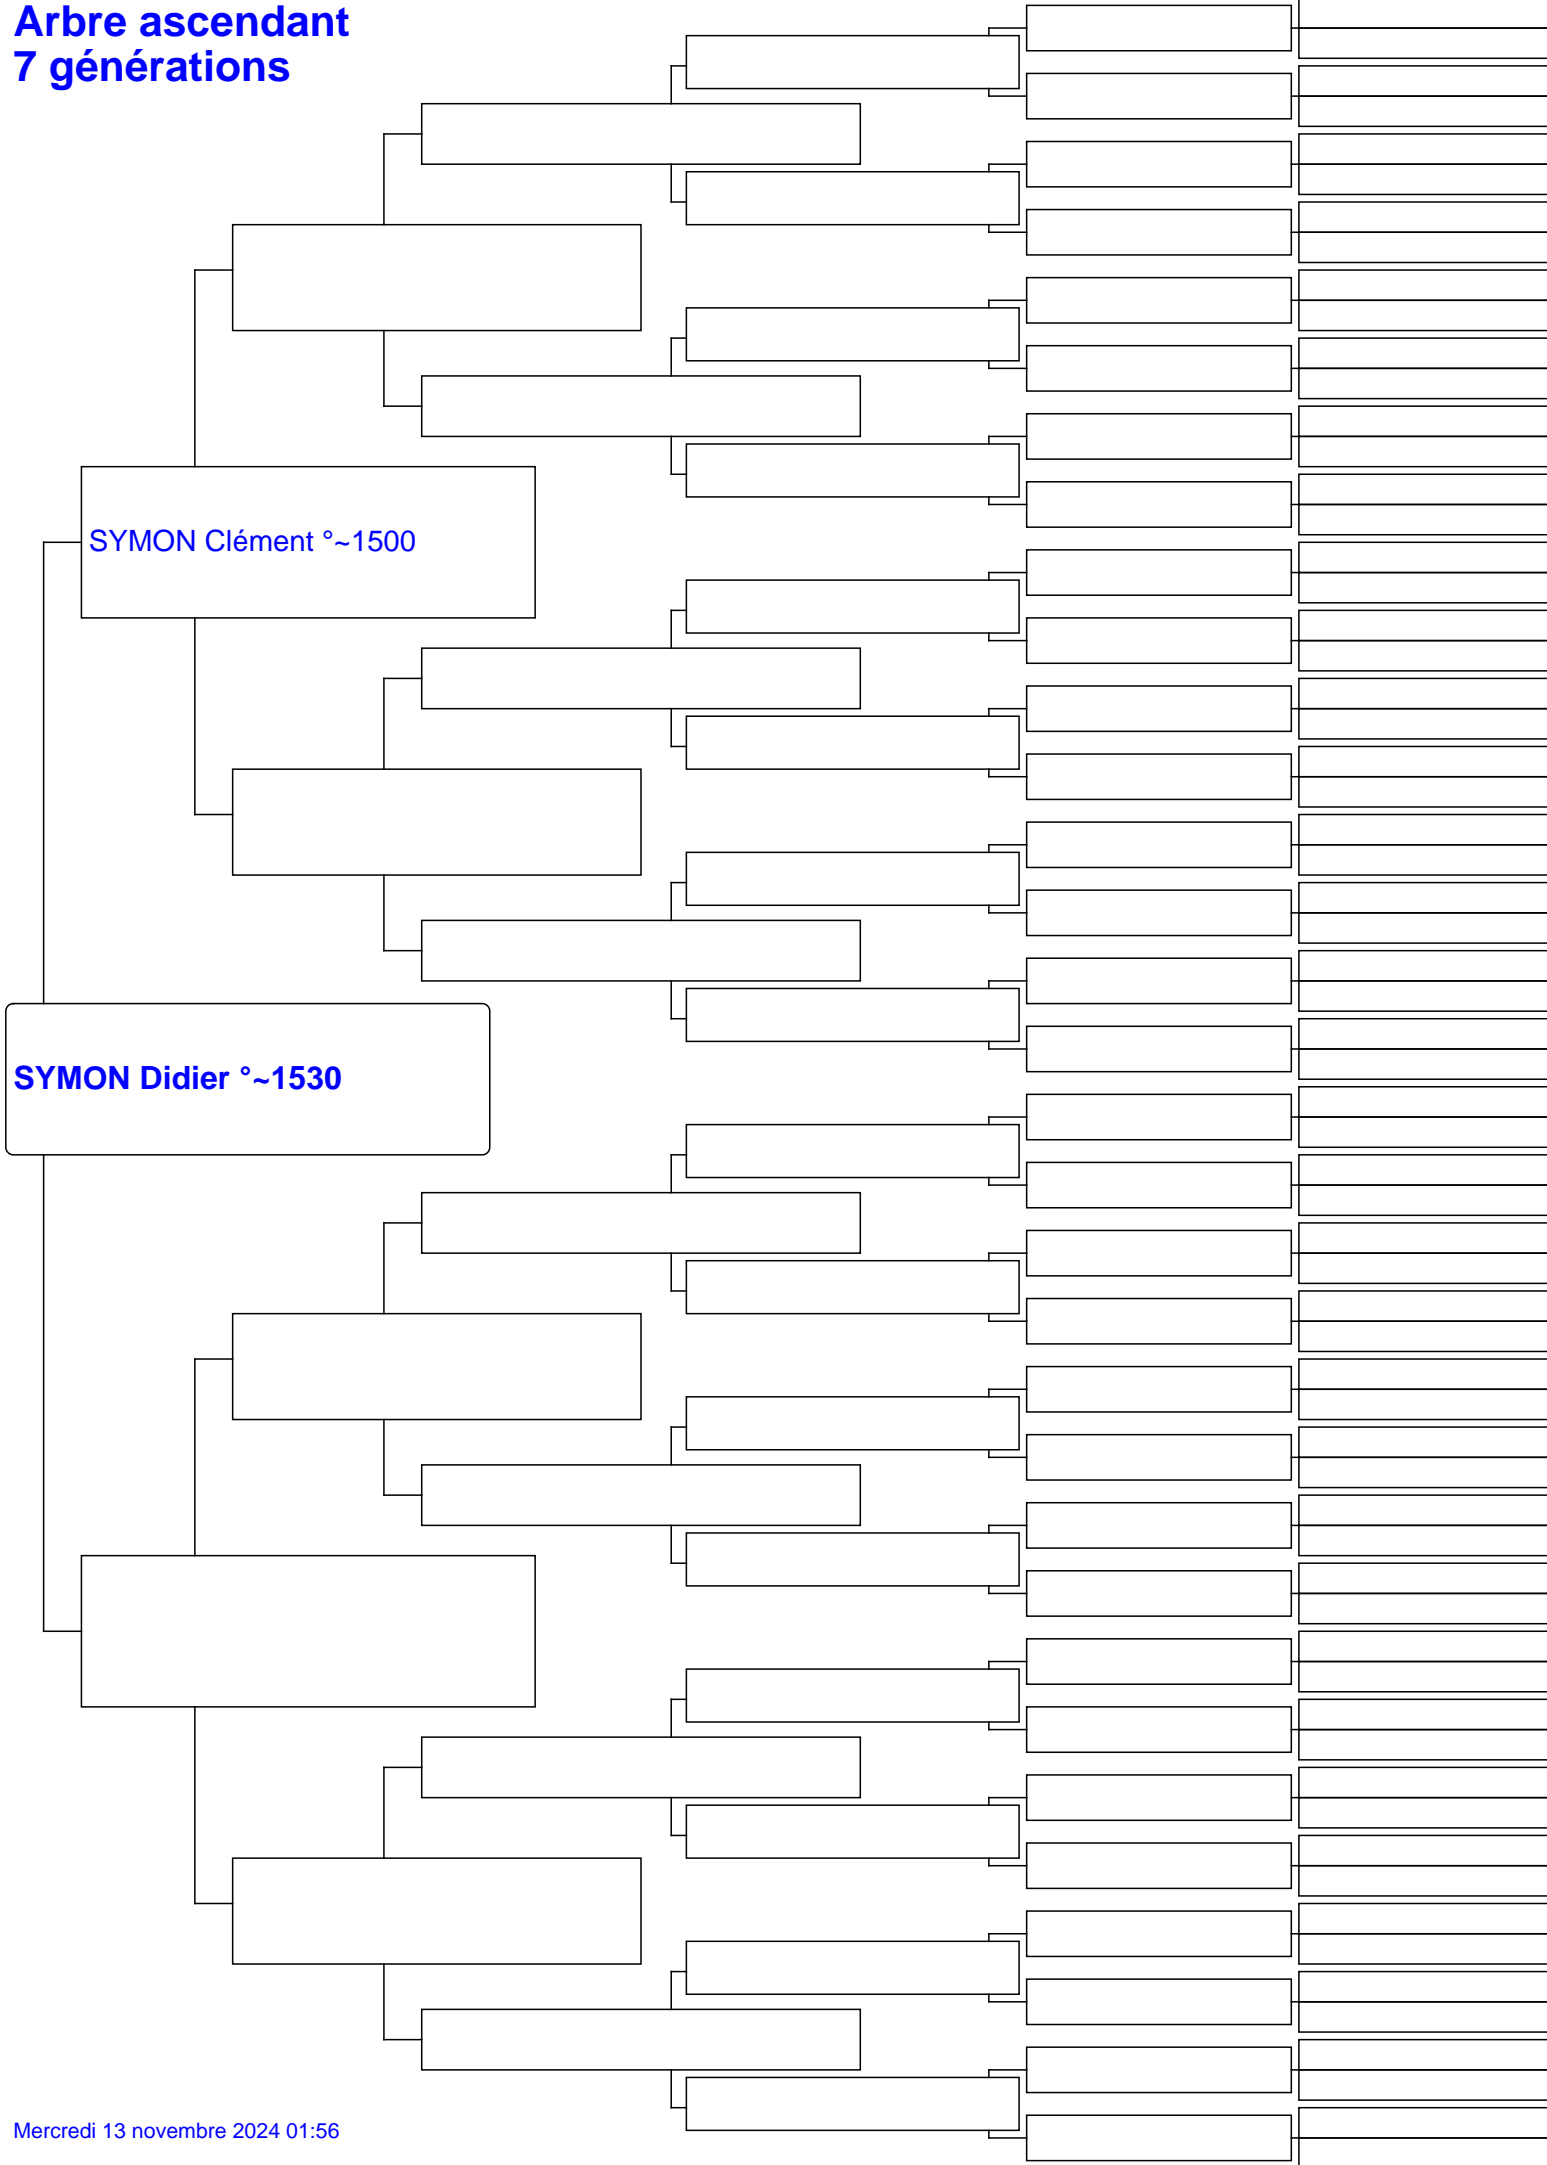 Arbre ascendant
7 générations
SYMON Clément °~1500
SYMON Didier °~1530
Mercredi 13 novembre 2024 01:56